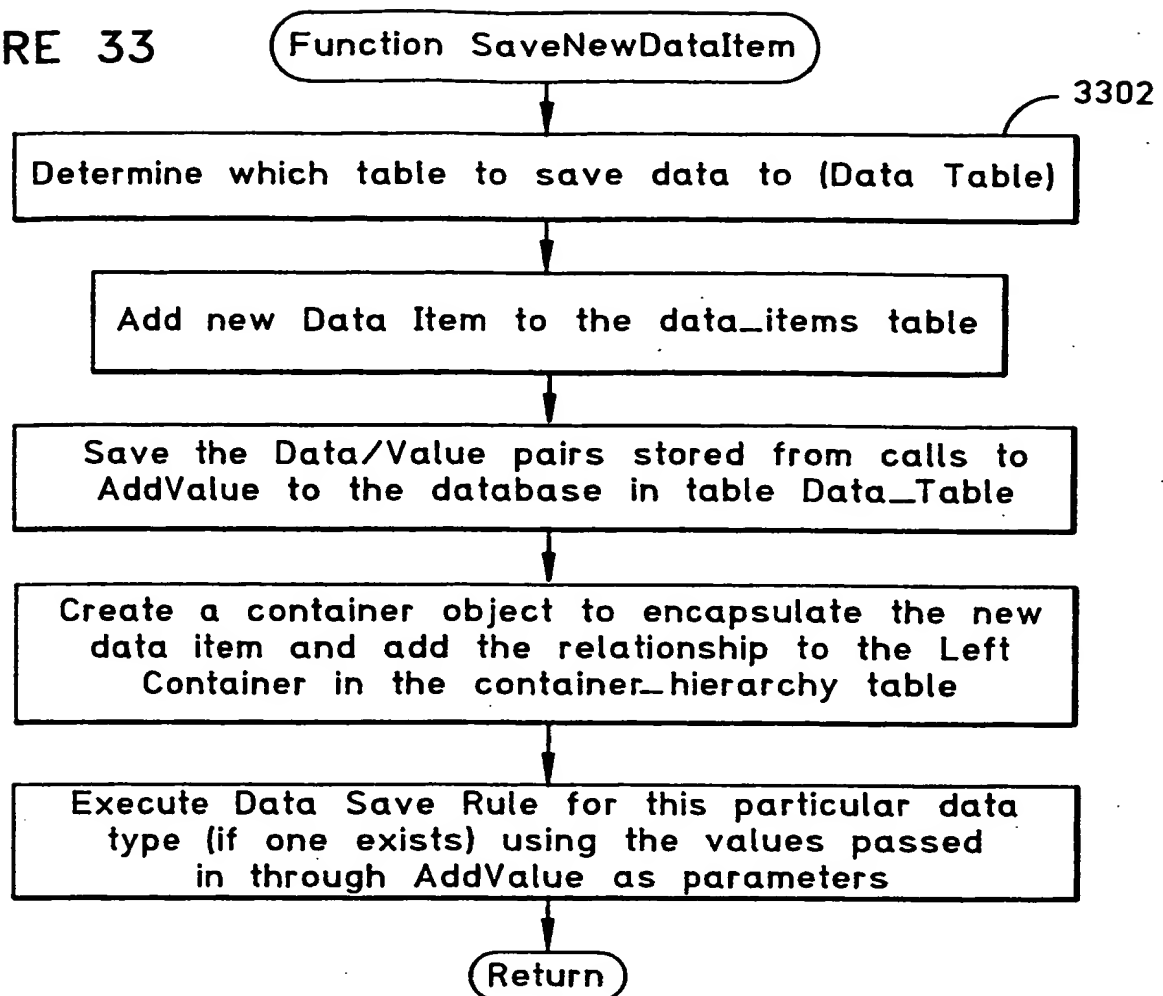 RE 33
Function SaveNewDataItem
3302
Determine which table to save data to (Data Table)
Add new Data Item to the data_items table
Save the Data/Value pairs stored from calls to
AddValue to the database in table Data_Table
Create a container object to encapsulate the new
data item and add the relationship to the Left
Container in the container_hierarchy table
Execute Data Save Rule for this particular data
type (if one exists) using the values passed
in through AddValue as parameters
Return